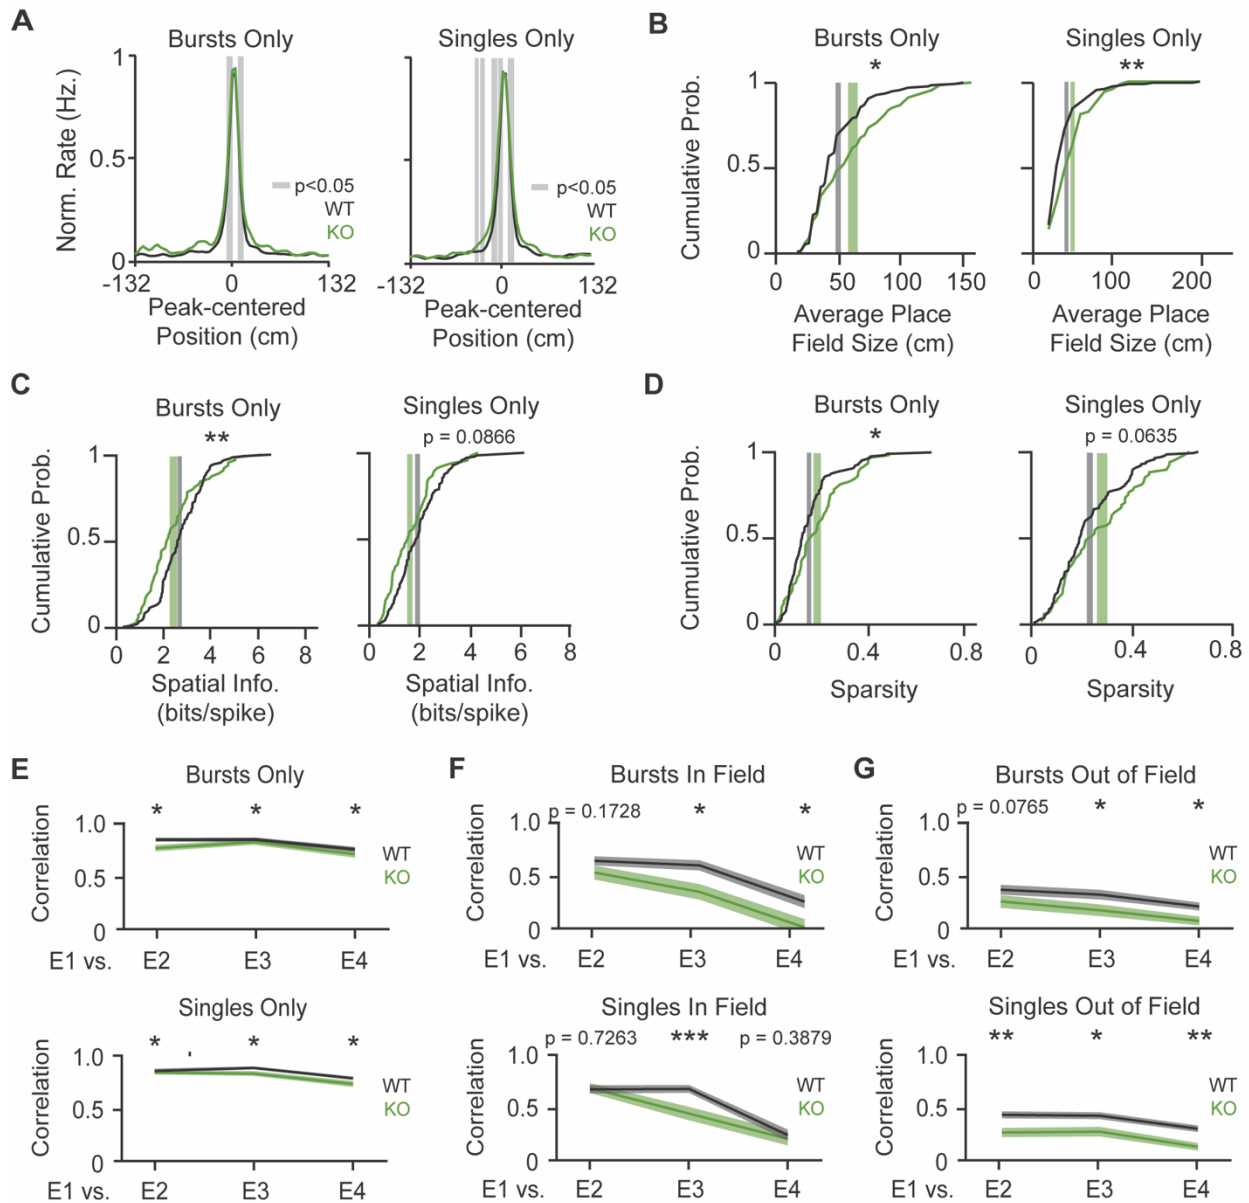 A
Bursts Only
Singles Only
Norm. Rate (Hz.)
1
0.5
0
p<0.05
WT
KO
-132
0
132
Peak-centered
Position (cm)
p<0.05
WT
KO
-132
0
132
Peak-centered
Position (cm)
B
Bursts Only
*
Singles Only
**
Cumulative Prob.
1
0.5
0
0
50
100
150
Average Place
Field Size (cm)
0
100
200
Average Place
Field Size (cm)
C
Bursts Only
**
Singles Only
p = 0.0866
Cumulative Prob.
1
0.5
0
0
2
4
6
8
Spatial Info.
(bits/spike)
0
2
4
6
8
Spatial Info.
(bits/spike)
D
Bursts Only
*
Singles Only
p = 0.0635
Cumulative Prob.
1
0.5
0
0
0.4
0.8
Sparsity
0
0.4
0.8
Sparsity
E
Bursts Only
* * *
Correlation
1.0
0.5
0
WT
KO
E1 vs. E2 E3 E4
Singles Only
* * *
Correlation
1.0
0.5
0
WT
KO
E1 vs. E2 E3 E4
F
Bursts In Field
p = 0.1728 * *
Correlation
1.0
0.5
0
WT
KO
E1 vs. E2 E3 E4
Singles In Field
p = 0.7263 *** p = 0.3879
Correlation
1.0
0.5
0
WT
KO
E1 vs. E2 E3 E4
G
Bursts Out of Field
p = 0.0765 * *
Correlation
1.0
0.5
0
WT
KO
E1 vs. E2 E3 E4
Singles Out of Field
** * **
Correlation
1.0
0.5
0
WT
KO
E1 vs. E2 E3 E4